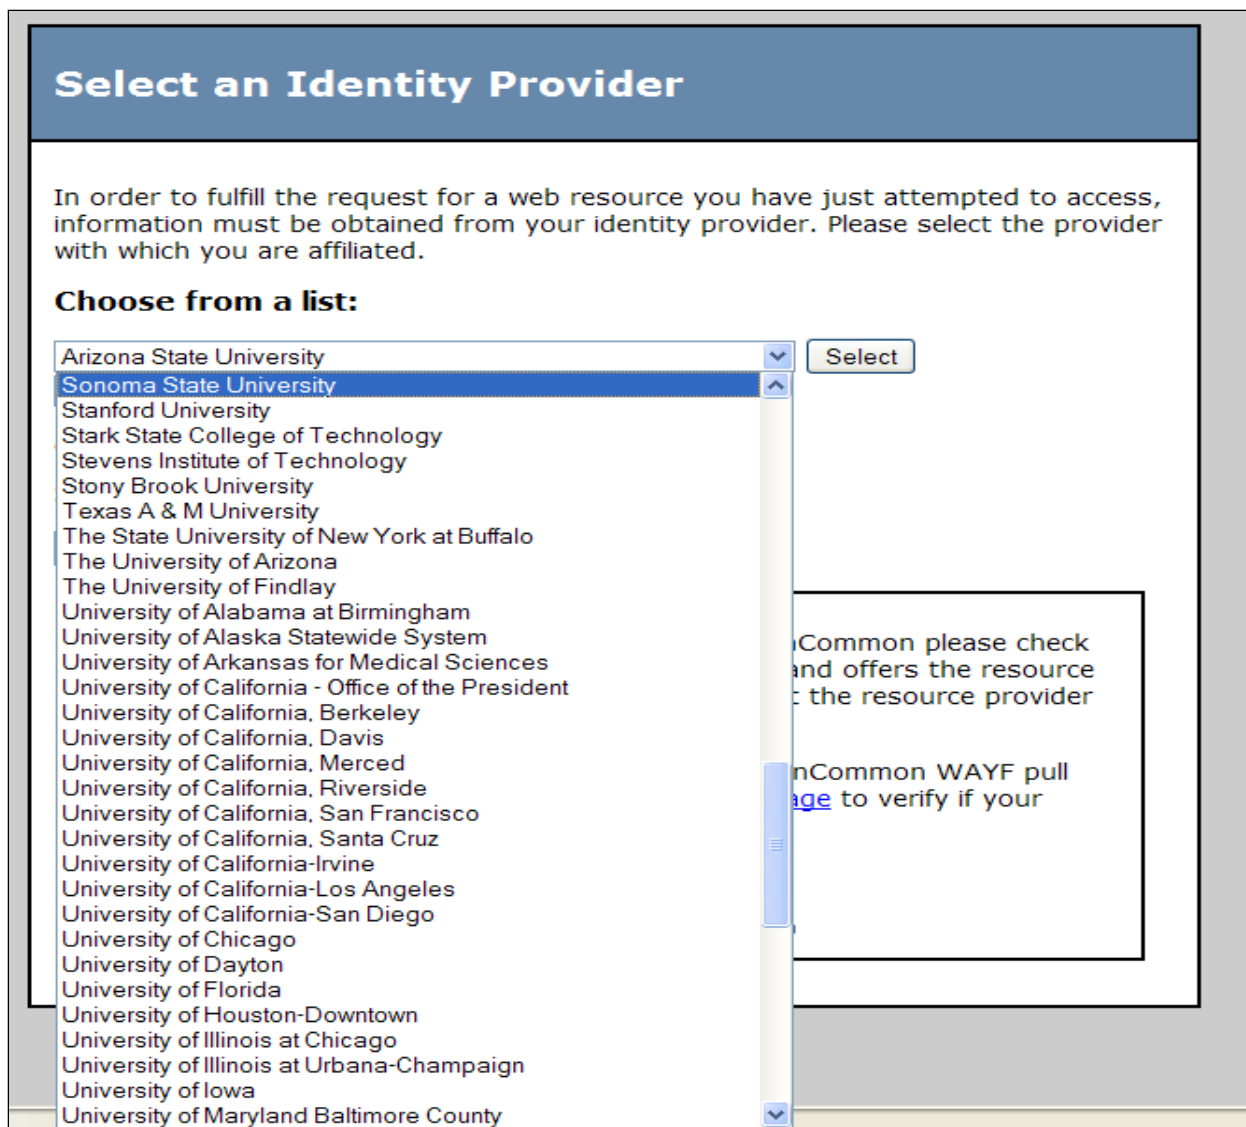 Select an Identity Provider
In order to fulfill the request for a web resource you have just attempted to access,
information must be obtained from your identity provider. Please select the provider
with which you are affiliated.
Choose from a list:
Arizona State University
Select
Sonoma State University
Stanford University
Stark State College of Technology
Stevens Institute of Technology
Stony Brook University
Texas A & M University
The State University of New York at Buffalo
The University of Arizona
The University of Findlay
University of Alabama at Birmingham
University of Alaska Statewide System
University of Arkansas for Medical Sciences
University of California - Office of the President
University of California, Berkeley
University of California, Davis
University of California, Merced
University of California, Riverside
University of California, San Francisco
University of California, Santa Cruz
University of California-Irvine
University of California-Los Angeles
University of California-San Diego
University of Chicago
University of Dayton
University of Florida
University of Houston-Downtown
University of Illinois at Chicago
University of Illinois at Urbana-Champaign
University of Iowa
University of Maryland Baltimore County
nCommon please check
and offers the resource
the resource provider
nCommon WAYF pull
age to verify if your